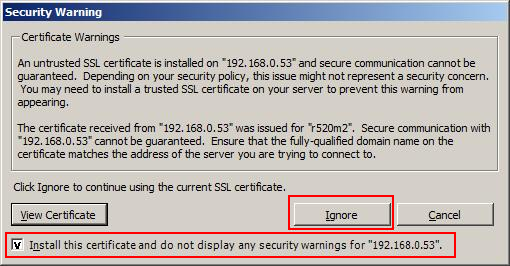 Security Warning
Certificate Warnings
An untrusted SSL certificate is installed on "192.168.0.53" and secure communication cannot be
guaranteed. Depending on your security policy, this issue might not represent a security concern.
You may need to install a trusted SSL certificate on your server to prevent this warning from
appearing.
The certificate received from "192.168.0.53" was issued for "r520m2". Secure communication with
"192.168.0.53" cannot be guaranteed. Ensure that the fully-qualified domain name on the
certificate matches the address of the server you are trying to connect to.
Click Ignore to continue using the current SSL certificate.
View Certificate
Ignore
Cancel
Install this certificate and do not display any security warnings for "192.168.0.53".